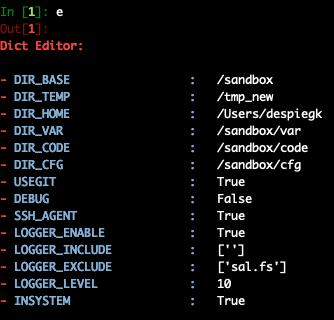 In [1]: e
Out[1]:
Dict Editor:
- DIR_BASE : /sandbox
- DIR_TEMP : /tmp_new
- DIR_HOME : /Users/despiegk
- DIR_VAR : /sandbox/var
- DIR_CODE : /sandbox/code
- DIR_CFG : /sandbox/cfg
- USEGIT : True
- DEBUG : False
- SSH_AGENT : True
- LOGGER_ENABLE : True
- LOGGER_INCLUDE : ['']
- LOGGER_EXCLUDE : ['sal.fs']
- LOGGER_LEVEL : 10
- INSYSTEM : True